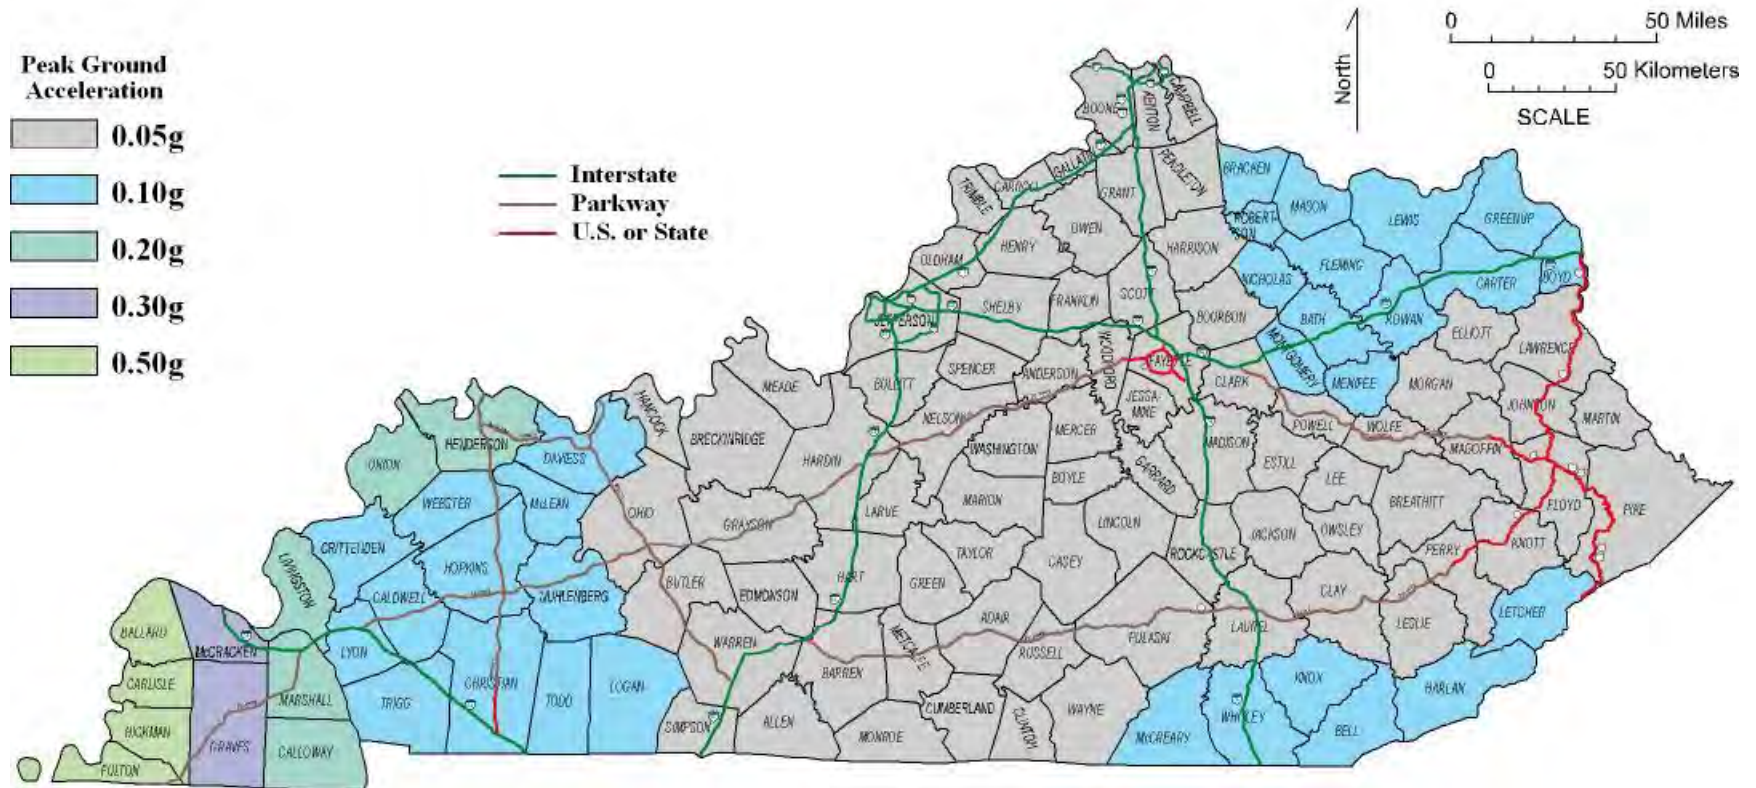 Peak Ground
Acceleration
0.05g
0.10g
0.20g
0.30g
0.50g
Interstate
Parkway
U.S. or State
North
0 50 Miles
0 50 Kilometers
SCALE
BOONE
KENTON
CAMPBELL
GALLATIN
CARROLL
TRIMBLE
GRANT
PENDLETON
BRACKEN
MASON
ROBERT-
SON
LEWIS
GREENUP
OWEN
HENRY
OLDHAM
HARRISON
NICHOLAS
FLEMING
CARTER
BOYD
JEFFERSON
SHELBY
FRANKLIN
SCOTT
BOURBON
BATH
ROWAN
ELLIOTT
LAWRENCE
MEADE
BULLITT
SPENCER
ANDERSON
WOODFORD
FAYETTE
CLARK
MONTGOMERY
MENIFEE
MORGAN
JOHNSON
MARTIN
HANCOCK
BRECKINRIDGE
HARDIN
NELSON
WASHINGTON
MERCER
JESSA-
MINE
MADISON
ESTILL
POWELL
WOLFE
MAGOFFIN
UNION
HENDERSON
DAVIESS
WEBSTER
McLEAN
OHIO
GRAYSON
LARUE
MARION
BOYLE
GARRARD
LEE
BREATHITT
FLOYD
PIKE
CRITTENDEN
LIVINGSTON
HOPKINS
CALDWELL
MUHLENBERG
BUTLER
EDMONSON
HART
GREEN
TAYLOR
CASEY
LINCOLN
ROCKCASTLE
JACKSON
OWSLEY
PERRY
KNOTT
BALLARD
McCRACKEN
CARLISLE
HICKMAN
FULTON
GRAVES
MARSHALL
CALLOWAY
LYON
TRIGG
CHRISTIAN
TODD
LOGAN
WARREN
SIMPSON
ALLEN
BARREN
METCALFE
MONROE
ADAIR
RUSSELL
CUMBERLAND
CLINTON
WAYNE
PULASKI
LAUREL
CLAY
LESLIE
LETCHER
HARLAN
KNOX
BELL
WHITLEY
McCREARY